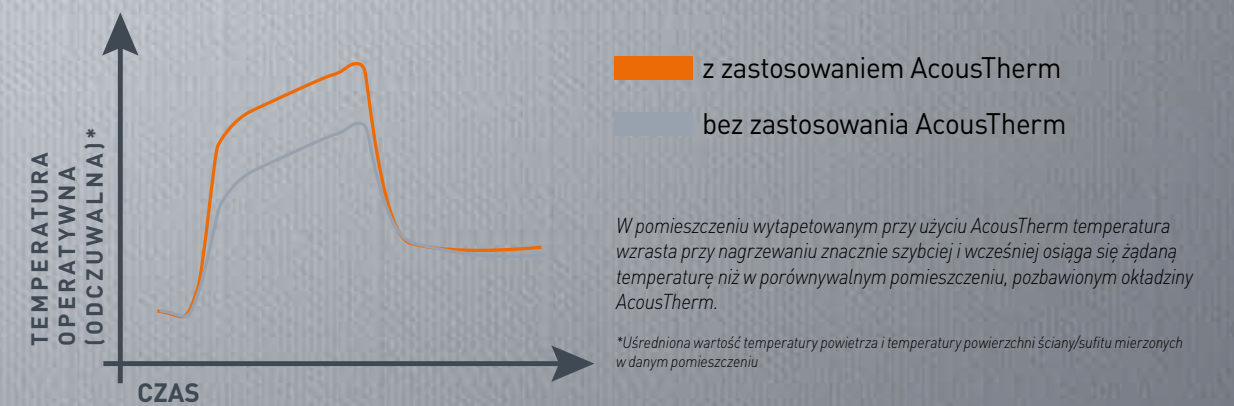 TEMPERATURA
OPERATYWNA
(ODCZUWALNA)*
CZAS
z zastosowaniem AcousTherm
bez zastosowania AcousTherm
W pomieszczeniu wytapetowanym przy użyciu AcousTherm temperatura
wzrasta przy nagrzewaniu znacznie szybciej i wcześniej osiąga się żądaną
temperaturę niż w porównywalnym pomieszczeniu, pozbawionym okładziny
AcousTherm.
*Uśredniona wartość temperatury powietrza i temperatury powierzchni ściany/sufitu mierzonych
w danym pomieszczeniu